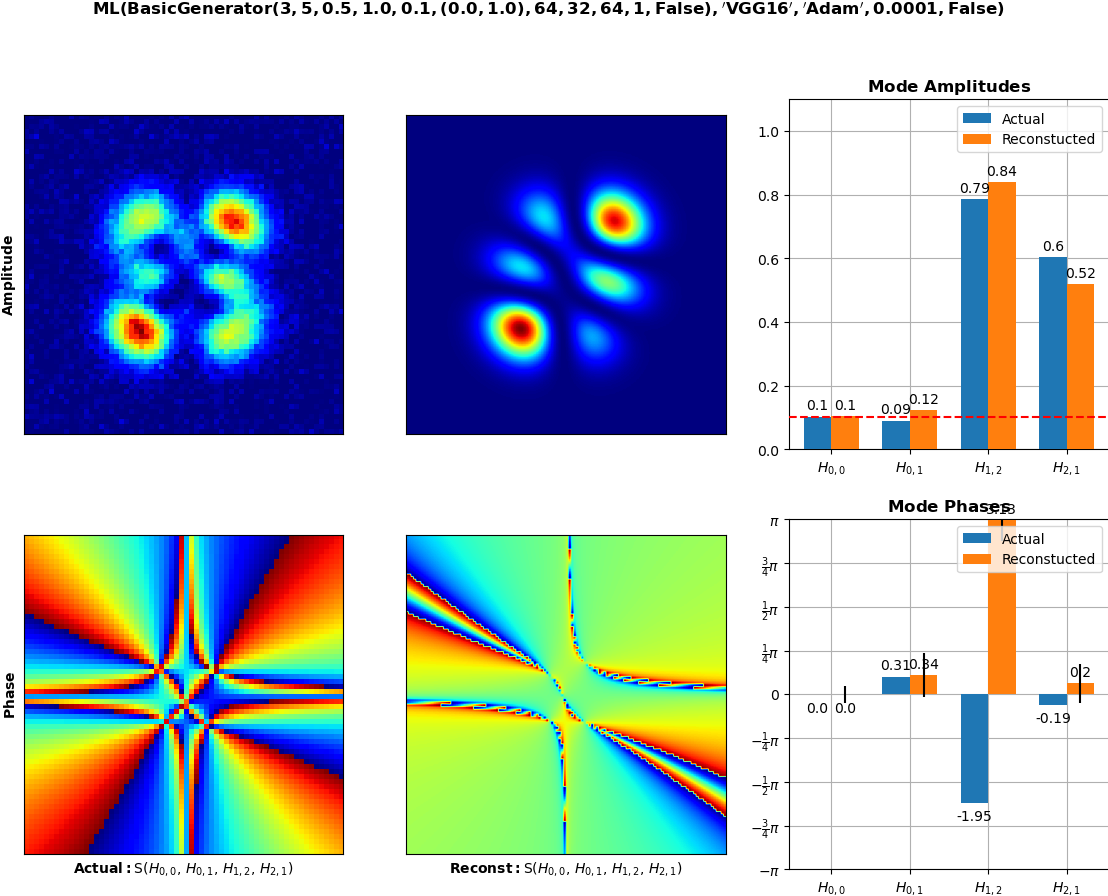 ML(BasicGenerator(3, 5, 0.5, 1.0, 0.1, (0.0, 1.0), 64, 32, 64, 1, False), ′VGG16′, ′Adam′, 0.0001, False)
Amplitude
Mode Amplitudes
Actual
Reconstucted
1.0
0.8
0.6
0.4
0.2
0.0
0.1
0.1
0.09
0.12
0.79
0.84
0.6
0.52
H0,0
H0,1
H1,2
H2,1
Phase
Actual: S(H0,0, H0,1, H1,2, H2,1)
Reconst: S(H0,0, H0,1, H1,2, H2,1)
Mode Phases
Actual
Reconstucted
π
3/4π
1/2π
1/4π
0
−1/4π
−1/2π
−3/4π
−π
0.0
0.0
0.31
0.34
-1.95
3.13
-0.19
0.2
H0,0
H0,1
H1,2
H2,1